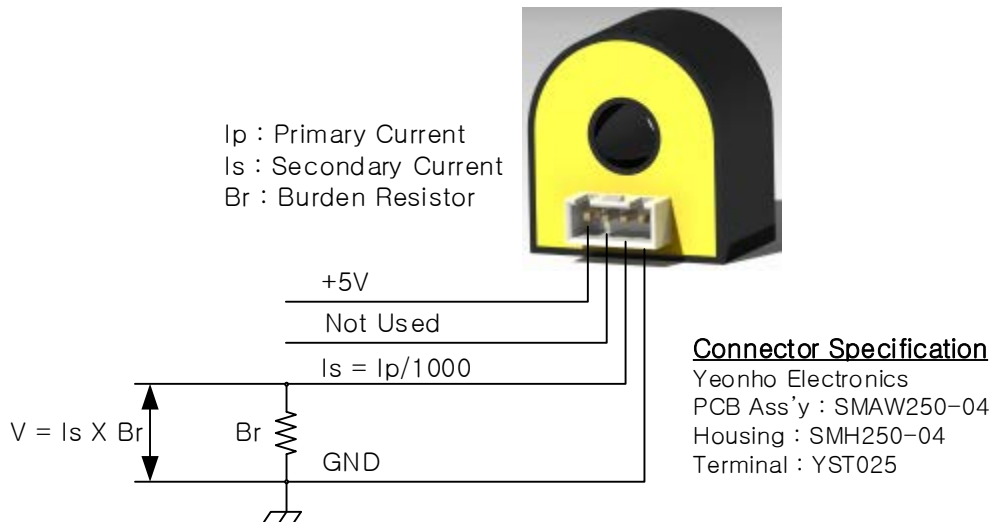 Ip : Primary Current
Is : Secondary Current
Br : Burden Resistor
+5V
Not Used
Is = Ip/1000
V = Is X Br
Br
GND
Connector Specification
Yeonho Electronics
PCB Ass'y : SMAW250-04
Housing : SMH250-04
Terminal : YST025